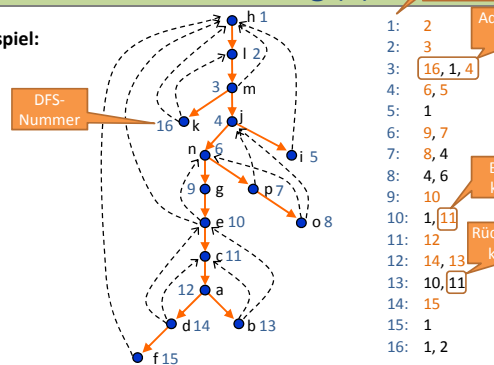 spiel:
DFS-
Nummer
h 1
l 2
3 m
16 k
4 j
n 6
i 5
9 g
p 7
e 10
o 8
c 11
12 a
d 14
b 13
f 15
1: 2
2: 3
3: 16, 1, 4
4: 6, 5
5: 1
6: 9, 7
7: 8, 4
8: 4, 6
9: 10
10: 1, 11
11: 12
12: 14, 13
13: 10, 11
14: 15
15: 1
16: 1, 2